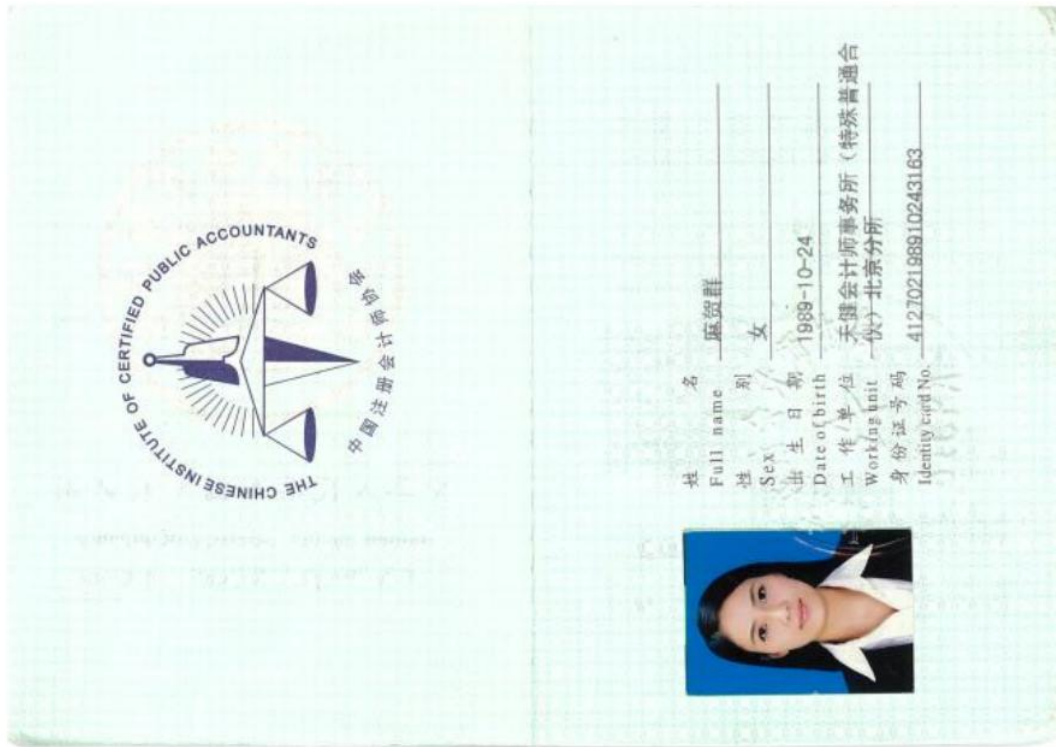 THE CHINESE INSTITUTE OF CERTIFIED PUBLIC ACCOUNTANTS
中国注册会计师协会
姓 名 麻贺群
Full name
性 别 女
Sex
出 生 日 期 1989-10-24
Date of birth
工 作 单 位 天健会计师事务所(特殊普通合
Working unit 伙)北京分所
身份证号码 412702198910243163
Identity card No.